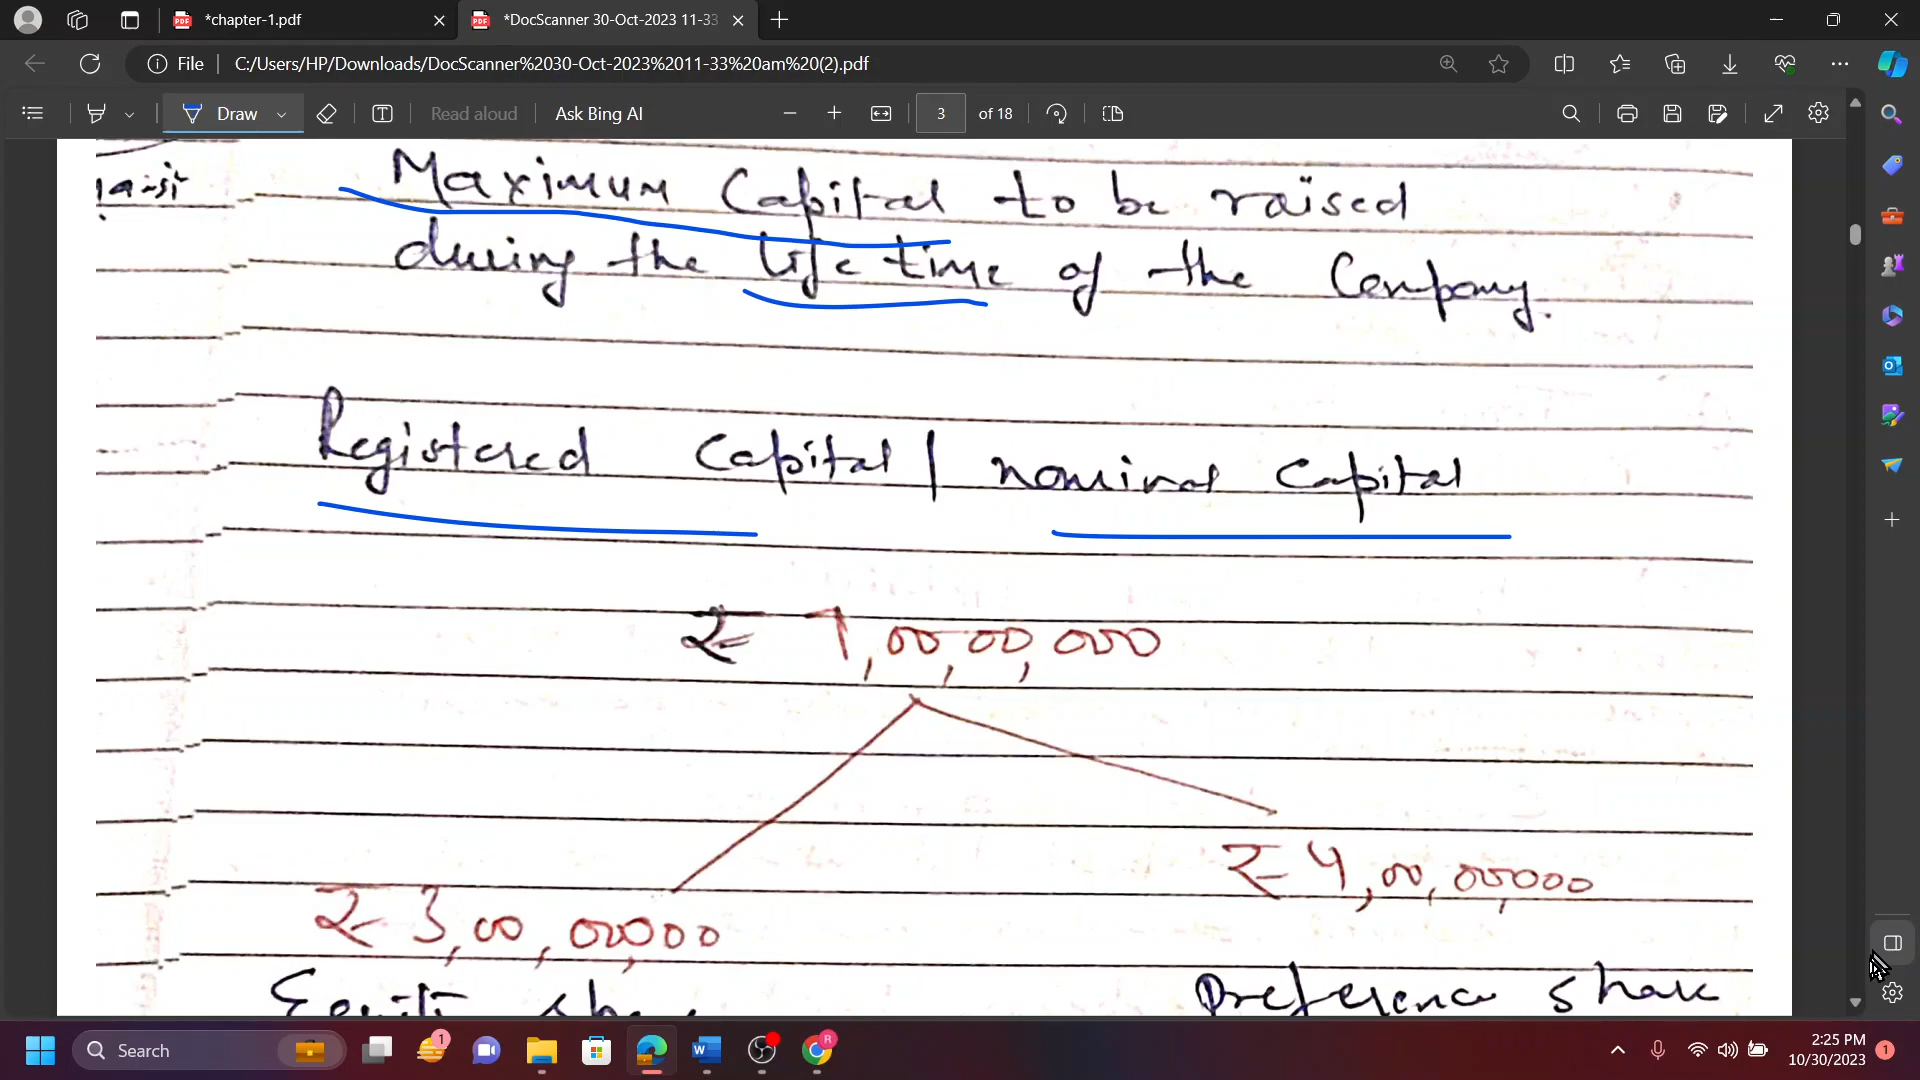 *chapter-1.pdf
*DocScanner 30-Oct-2023 11-33
File
C:/Users/HP/Downloads/DocScanner%2030-Oct-2023%2011-33%20am%20(2).pdf
Draw
Read aloud
Ask Bing AI
3 of 18
Maximum Capital to be raised
during the life time of the Company.
Registered Capital / nominal Capital
₹ 7,00,00,000
₹ 4,00,00000
₹ 3,00,00000
Equity sha
Preference share
Search
2:25 PM
10/30/2023